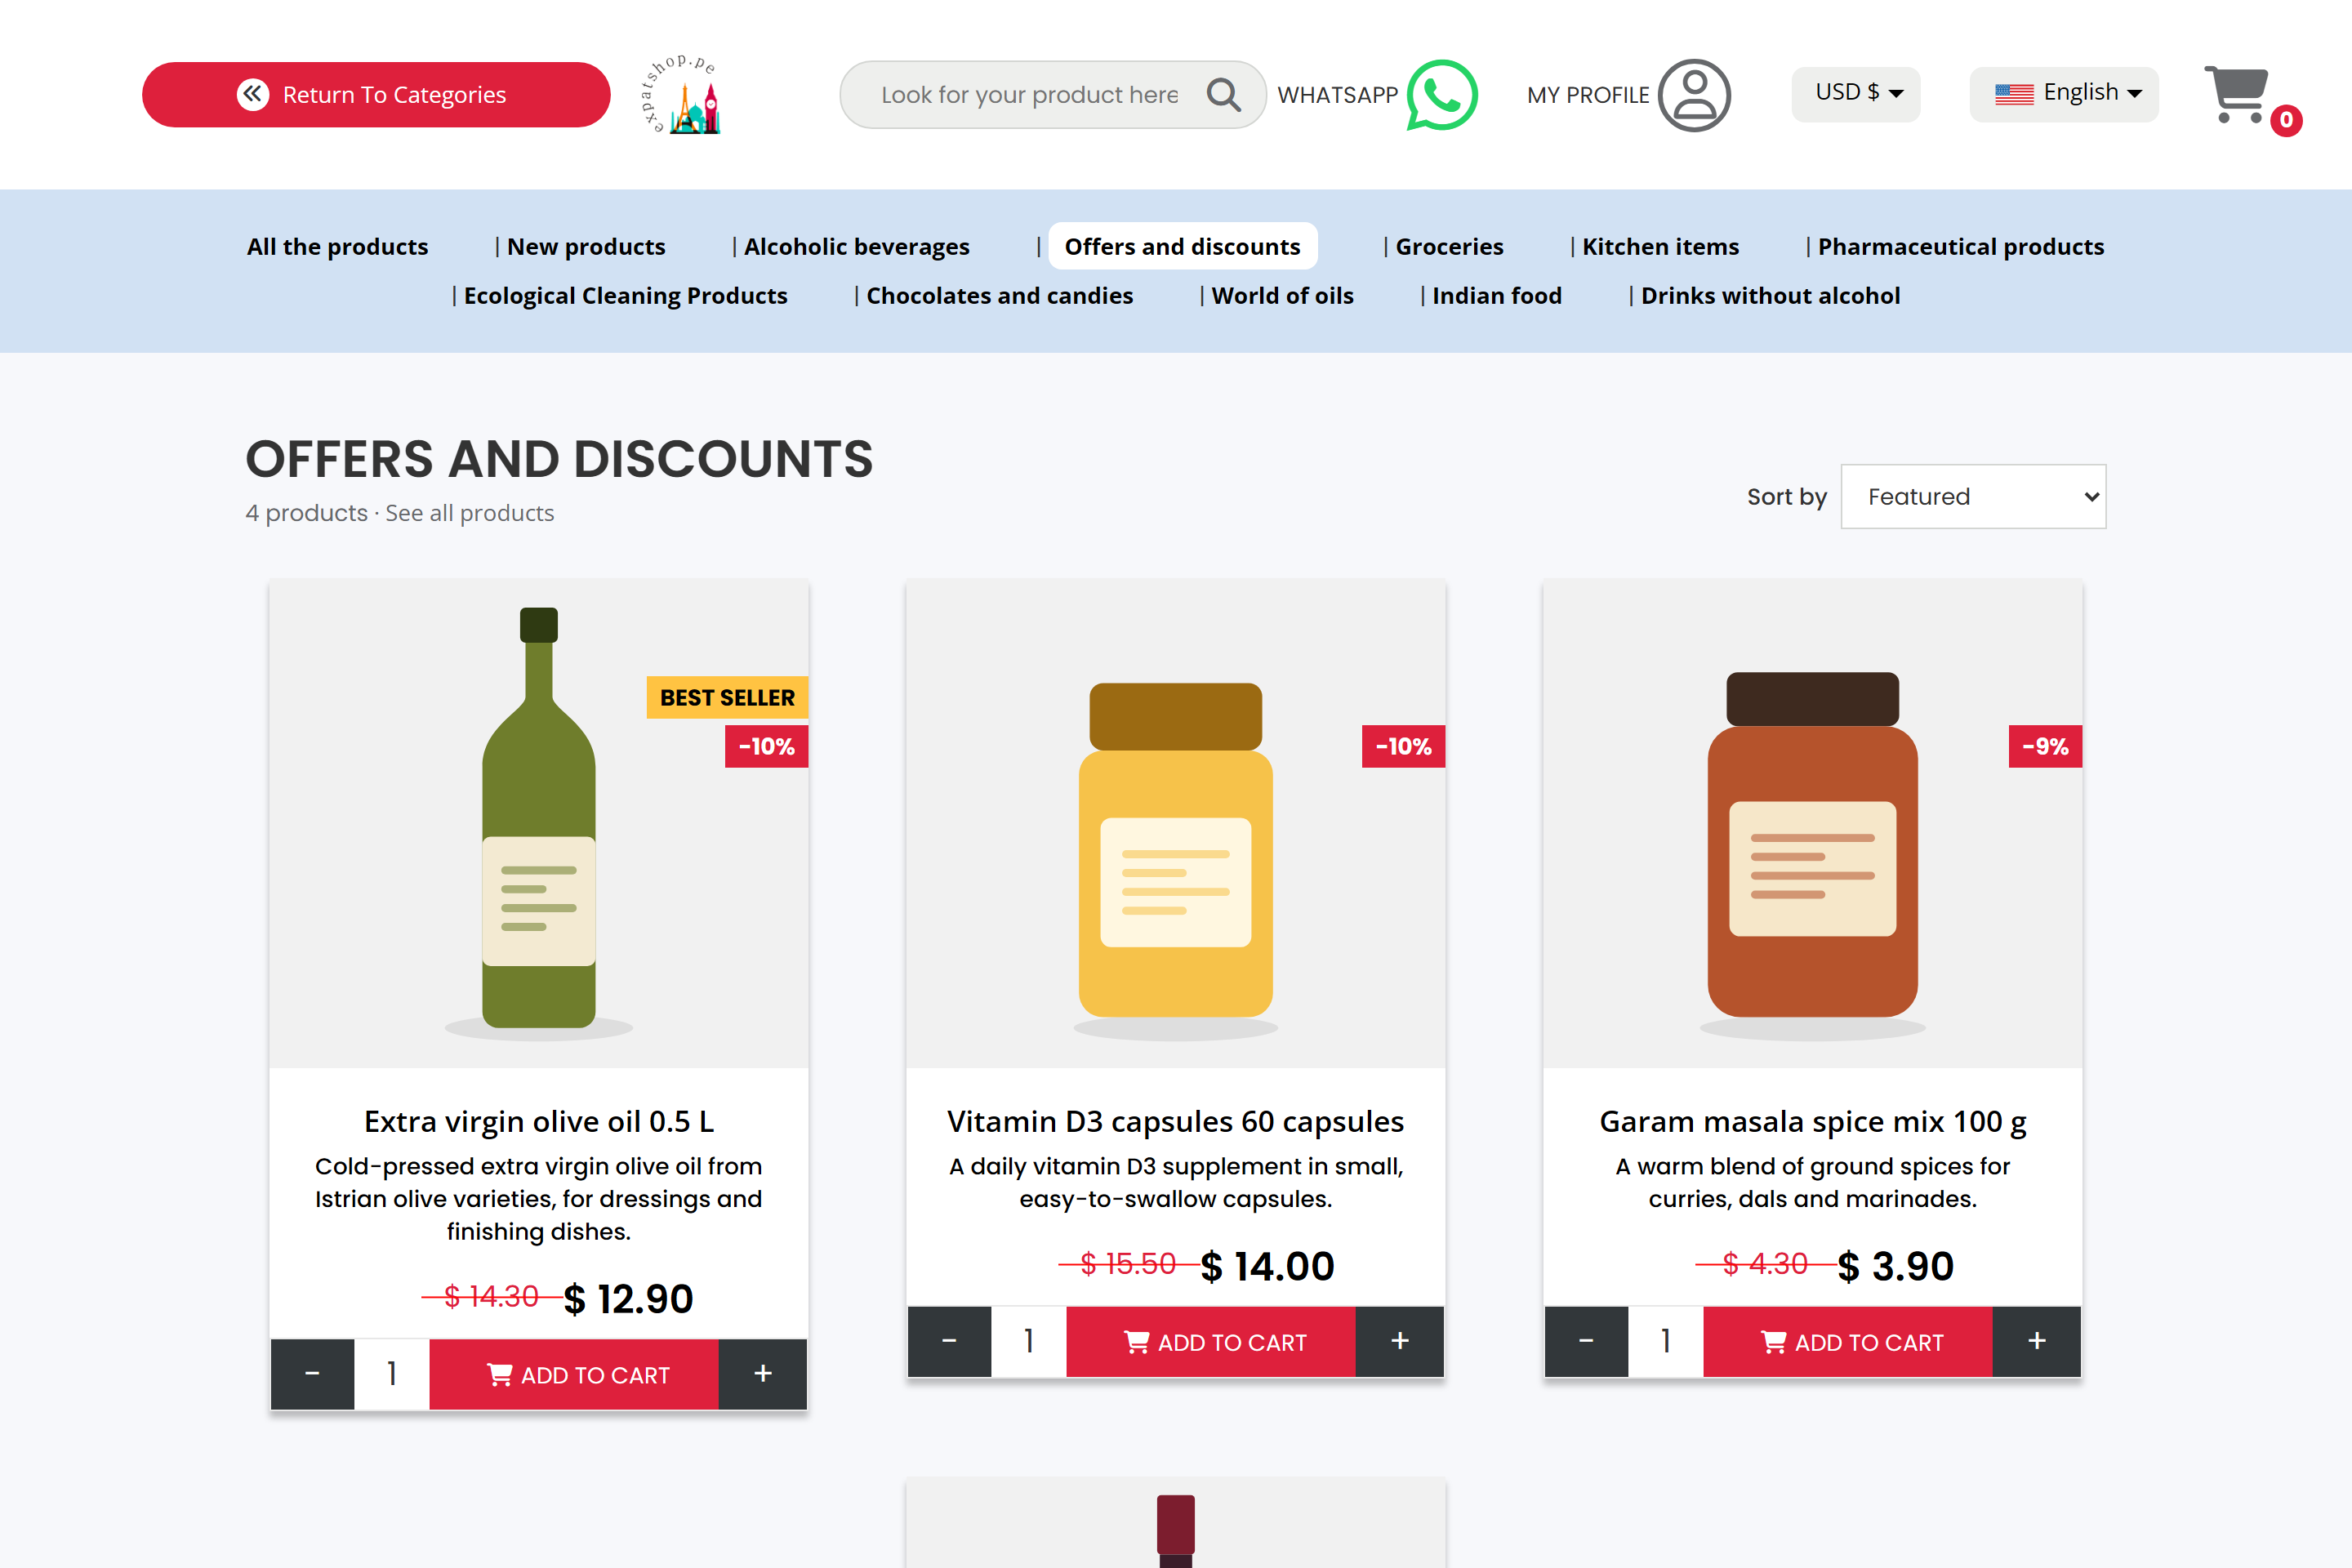 Return To Categories
expatshop.pe
Look for your product here
WHATSAPP
MY PROFILE
USD $
English
0
All the products
| New products
| Alcoholic beverages
| Offers and discounts
| Groceries
| Kitchen items
| Pharmaceutical products
| Ecological Cleaning Products
| Chocolates and candies
| World of oils
| Indian food
| Drinks without alcohol
OFFERS AND DISCOUNTS
4 products · See all products
Sort by
Featured
BEST SELLER
-10%
Extra virgin olive oil 0.5 L
Cold-pressed extra virgin olive oil from
Istrian olive varieties, for dressings and
finishing dishes.
$ 14.30 $ 12.90
- 1 ADD TO CART +
-10%
Vitamin D3 capsules 60 capsules
A daily vitamin D3 supplement in small,
easy-to-swallow capsules.
$ 15.50 $ 14.00
- 1 ADD TO CART +
-9%
Garam masala spice mix 100 g
A warm blend of ground spices for
curries, dals and marinades.
$ 4.30 $ 3.90
- 1 ADD TO CART +